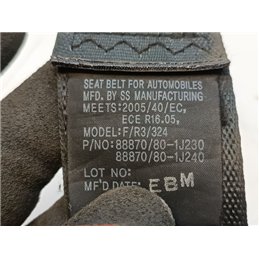 SEAT BELT FOR AUTOMOBILES
MFD. BY SS MANUFACTURING
MEETS: 2005/40/EC,
ECE R16.05,
MODEL: F/R3/324
P/NO: 88870/80-1J230
88870/80-1J240
LOT NO:
MF'D DATE: EBM